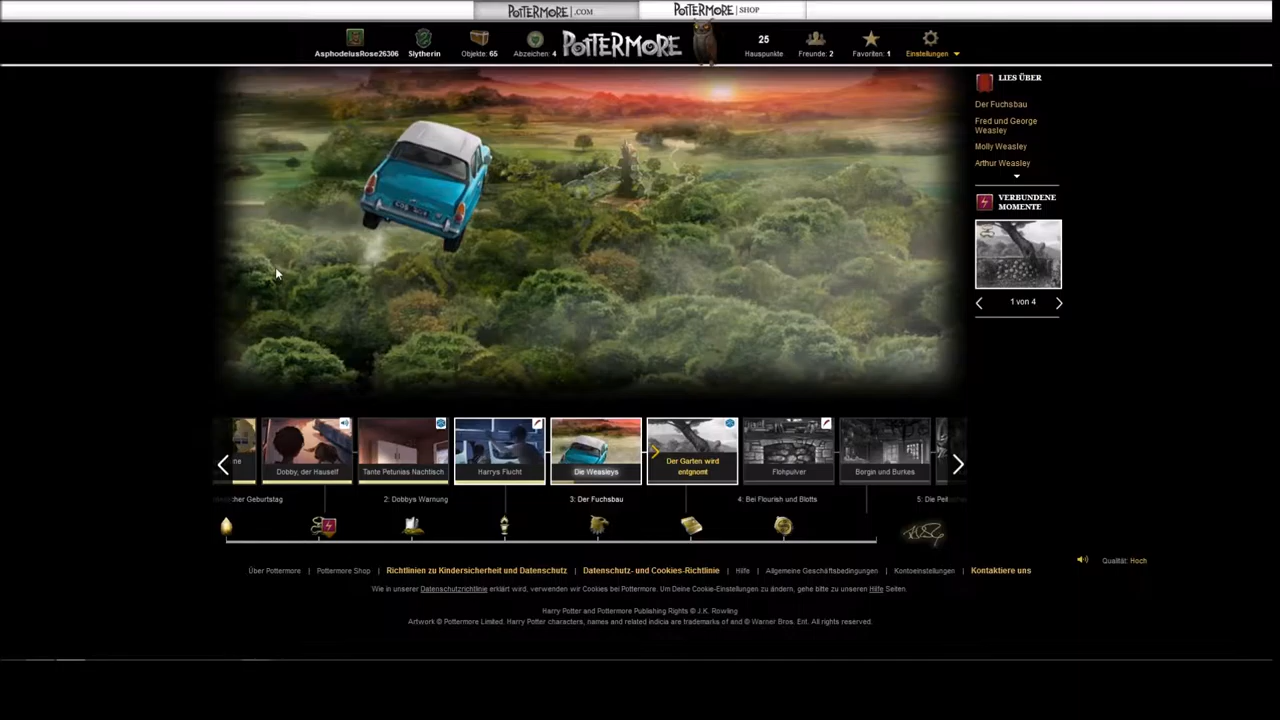 POTTERMORE.COM
POTTERMORE SHOP
AsphodelusRose26306
Slytherin
Objekte: 65
Abzeichen: 4
POTTERMORE
25
Hauspunkte
Freunde: 2
Favoriten: 1
Einstellungen
LIES ÜBER
Der Fuchsbau
Fred und George
Weasley
Molly Weasley
Arthur Weasley
VERBUNDENE
MOMENTE
1 von 4
ne
Dobby, der Hauself
Tante Petunias Nachtisch
Harrys Flucht
Die Weasleys
Der Garten wird
entgnomt
Flohpulver
Borgin und Burkes
Geburtstag
2: Dobbys Warnung
3: Der Fuchsbau
4: Bei Flourish und Blotts
5: Die Peit
Qualität: Hoch
Über Pottermore | Pottermore Shop | Richtlinien zu Kindersicherheit und Datenschutz | Datenschutz- und Cookies-Richtlinie | Hilfe | Allgemeine Geschäftsbedingungen | Kontoeinstellungen | Kontaktiere uns
Wie in unserer Datenschutzrichtlinie erklärt wird, verwenden wir Cookies bei Pottermore. Um Deine Cookie-Einstellungen zu ändern, gehe bitte zu unseren Hilfe Seiten.
Harry Potter and Pottermore Publishing Rights © J.K. Rowling
Artwork © Pottermore Limited. Harry Potter characters, names and related indicia are trademarks of and © Warner Bros. Ent. All rights reserved.